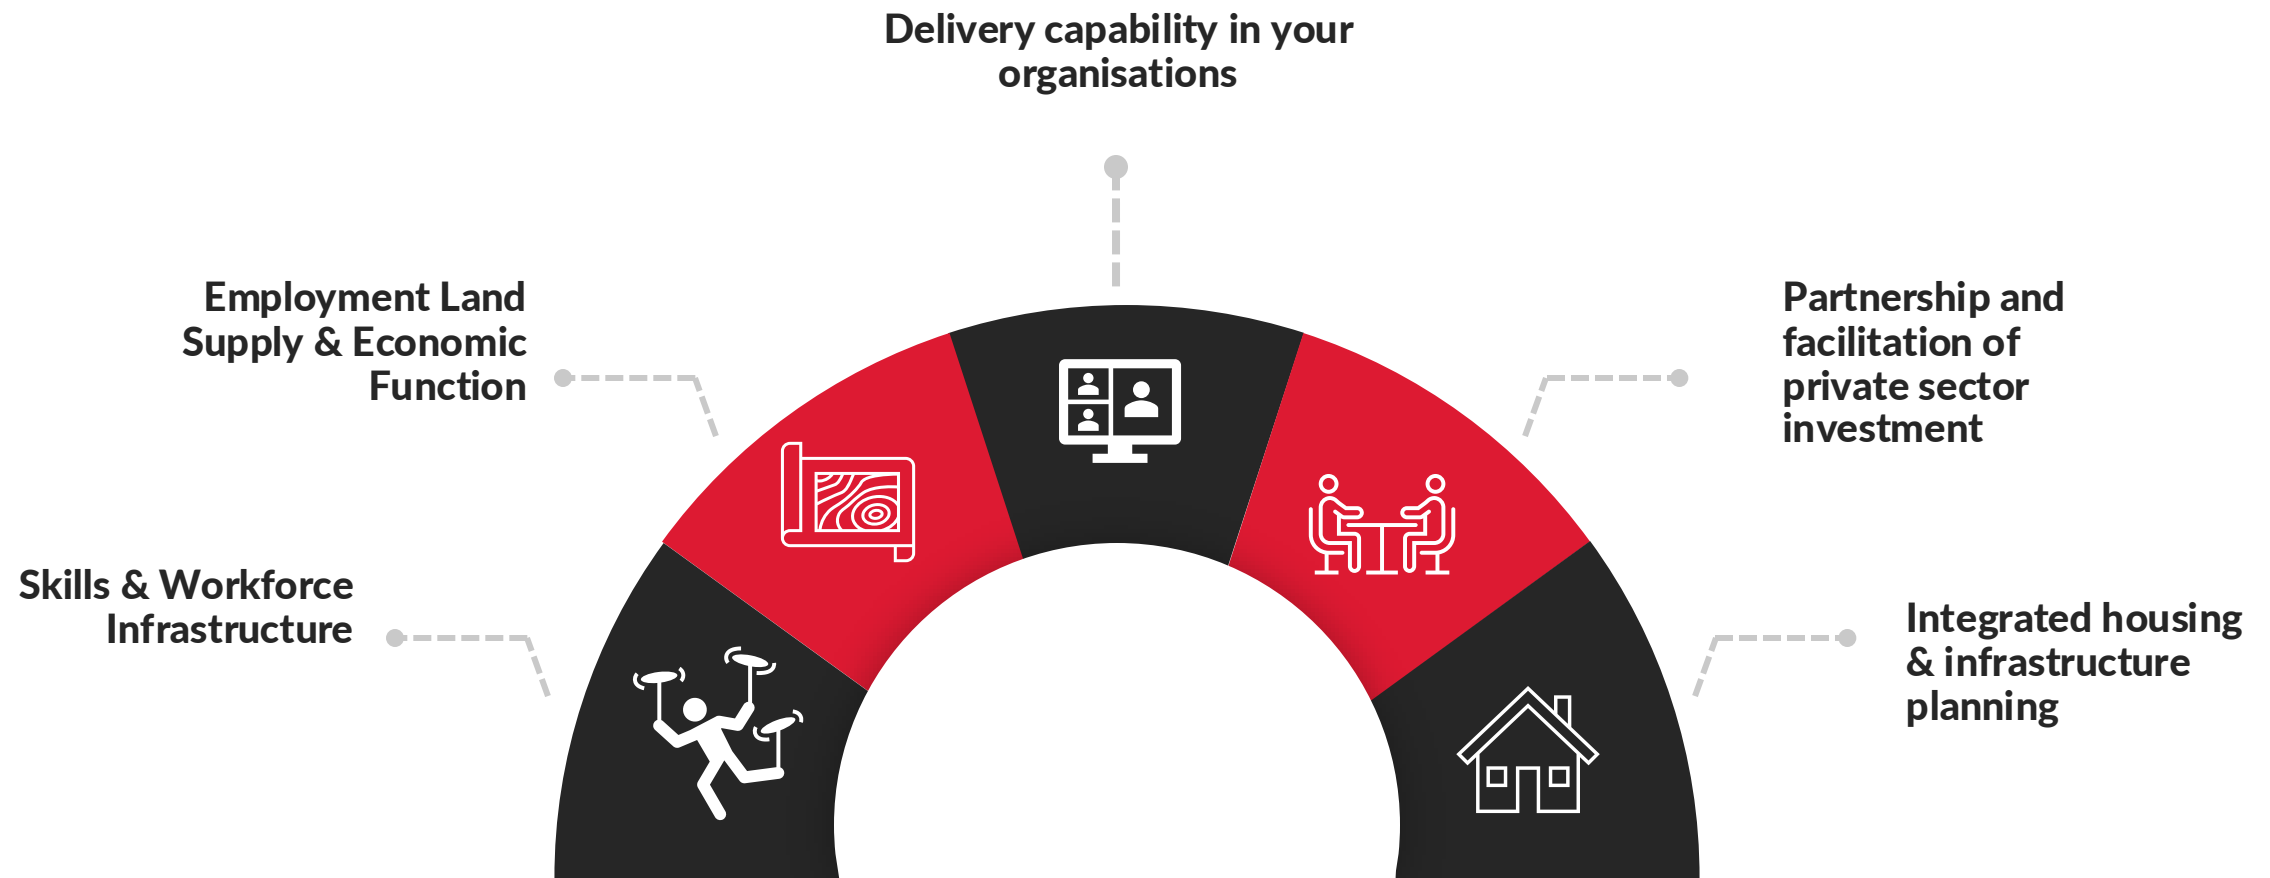 Delivery capability in your
organisations
Employment Land
Supply & Economic
Function
Partnership and
facilitation of
private sector
investment
Skills & Workforce
Infrastructure
Integrated housing
& infrastructure
planning